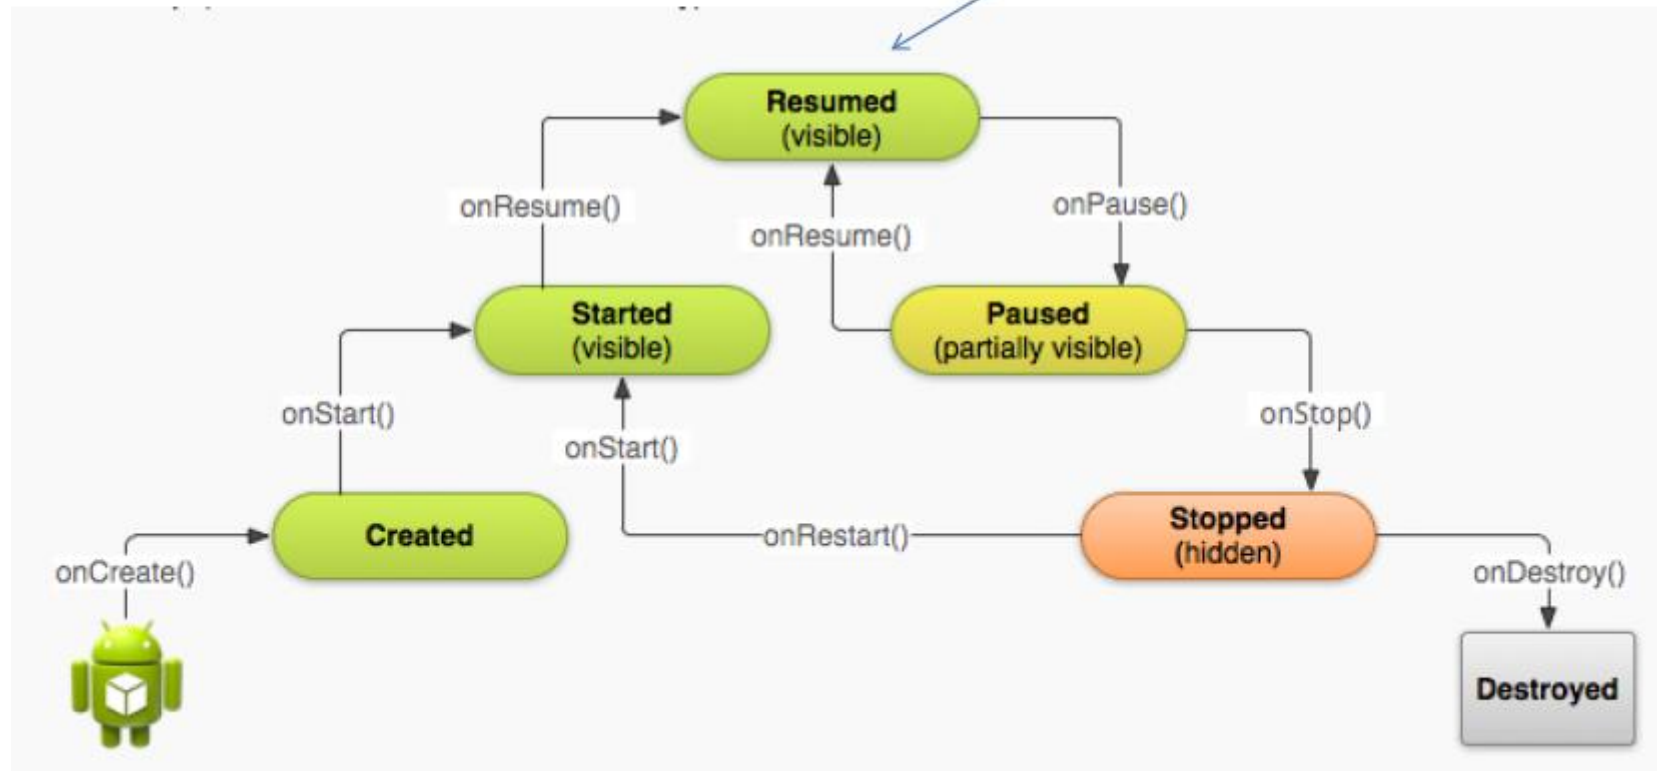 Resumed
(visible)
onResume()
onPause()
onResume()
Started
(visible)
Paused
(partially visible)
onStart()
onStop()
onStart()
Created
onRestart()
Stopped
(hidden)
onCreate()
onDestroy()
Destroyed